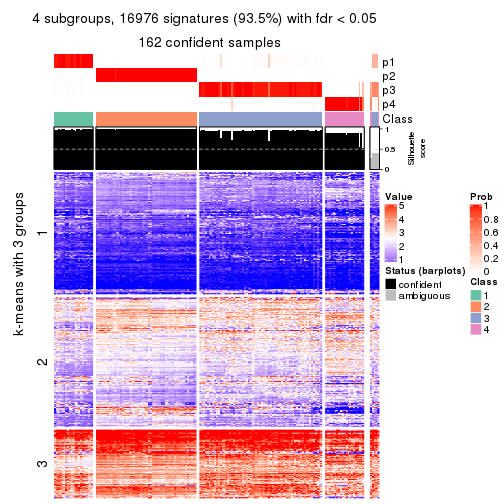 4 subgroups, 16976 signatures (93.5%) with fdr < 0.05
162 confident samples
p1
p2
p3
p4
Class
1
0.5
0
Silhouette
score
k-means with 3 groups
1
2
3
Value
5
4
3
2
1
Status (barplots)
confident
ambiguous
Prob
1
0.8
0.6
0.4
0.2
0
Class
1
2
3
4